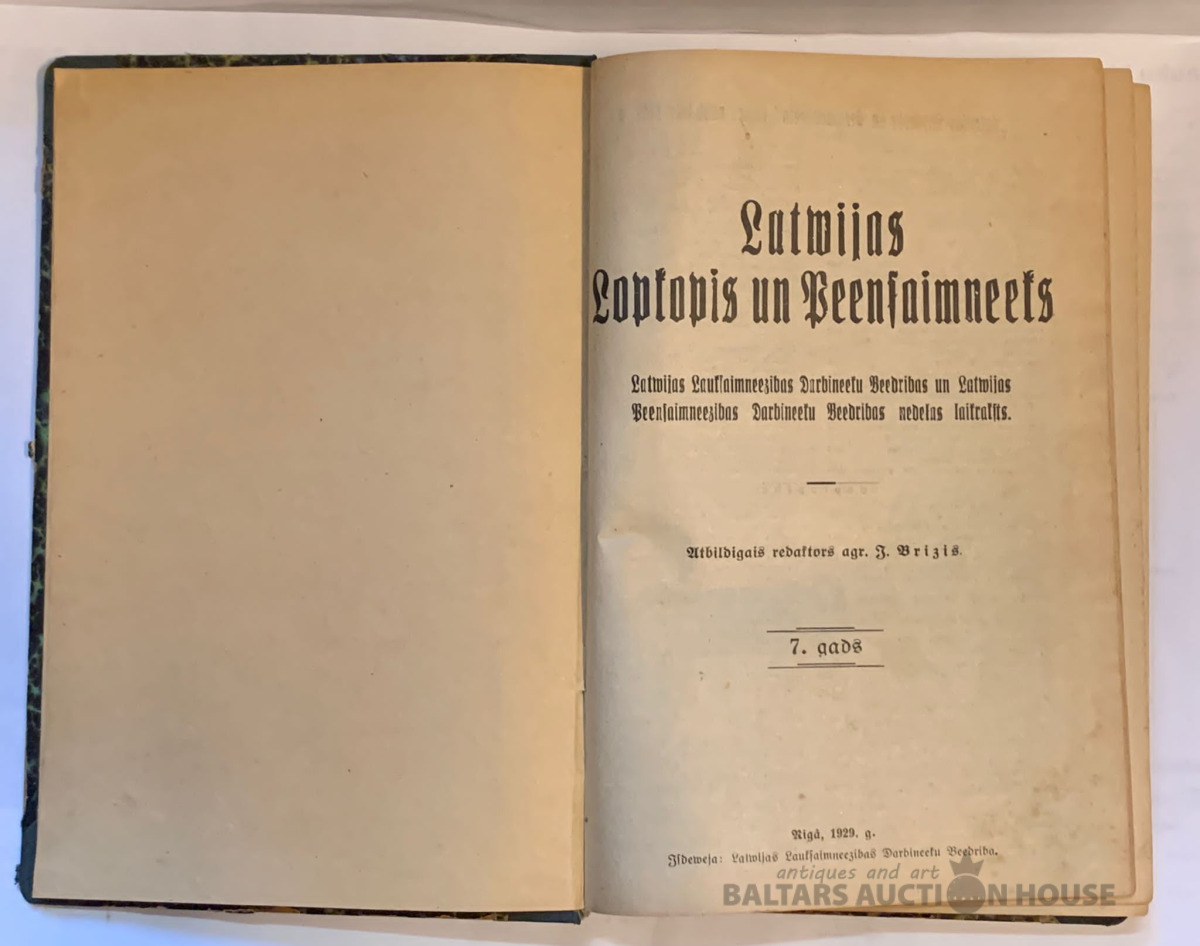 Latwijas
Lopkopis un Peensaimneeks
Latwijas Lauksaimneezibas Darbineeku Beedribas un Latwijas
Peensaimneezibas Darbineeku Beedribas nedelas laikraksts.
Atbildigais redaktors agr. J. Brizis.
7. gads
Rigâ, 1929. g.
Isdeweja: Latwijas Lauksaimneezibas Darbineeku Beedriba.
antiques and art
BALTARS AUCTION HOUSE